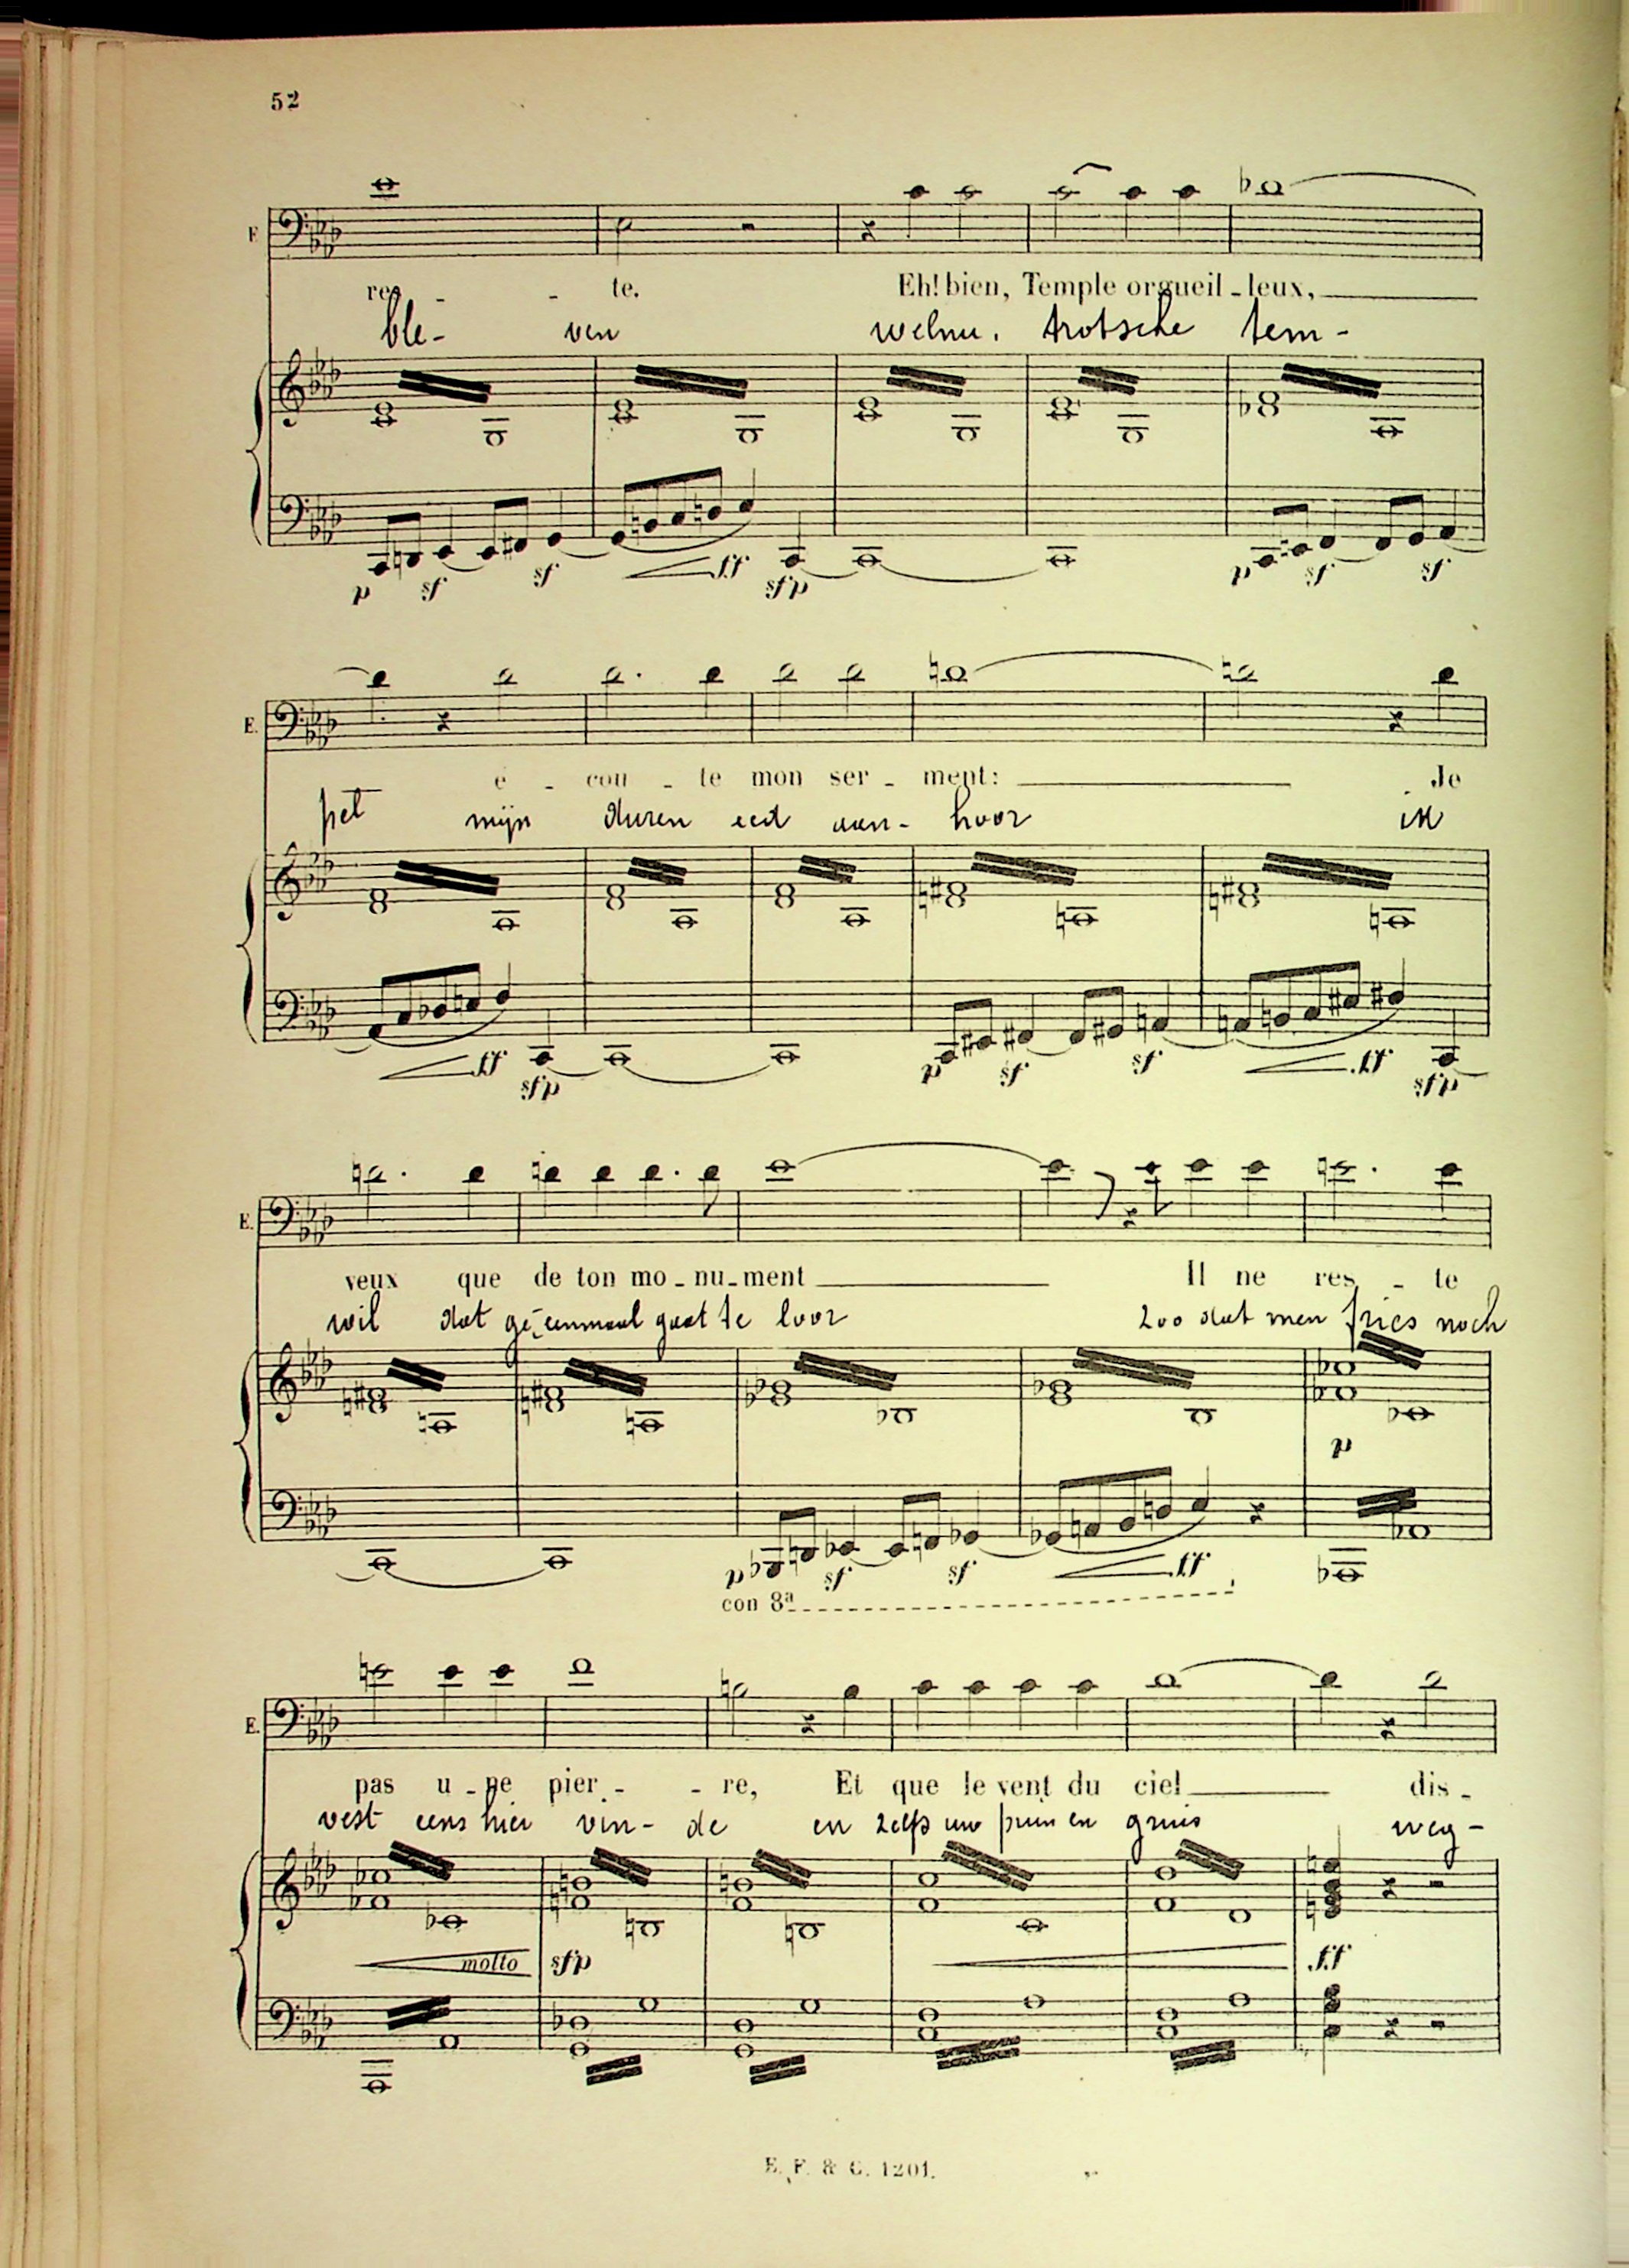 52
E.
res - - te. Eh! bien, Temple orgueil - leux,
ble- ven welnu. trotsche tem-
p sf sf ff sfp p sf sf
E.
é - cou - te mon ser - ment: Je
pel mijn duren eed aan- hoor ik
ff sfp p sf sf ff sfp
E.
veux que de ton mo - nu - ment Il ne res - te
wil dat ge, eenmaal gaat te loor zoo dat men fries noch
p
p sf sf ff
con 8ª
E.
pas u - ne pier - - re, Et que le vent du ciel dis -
vest eens hier vin- de en zelfs uw puin en gruis weg-
molto sfp ff
E. F. & C. 1201.